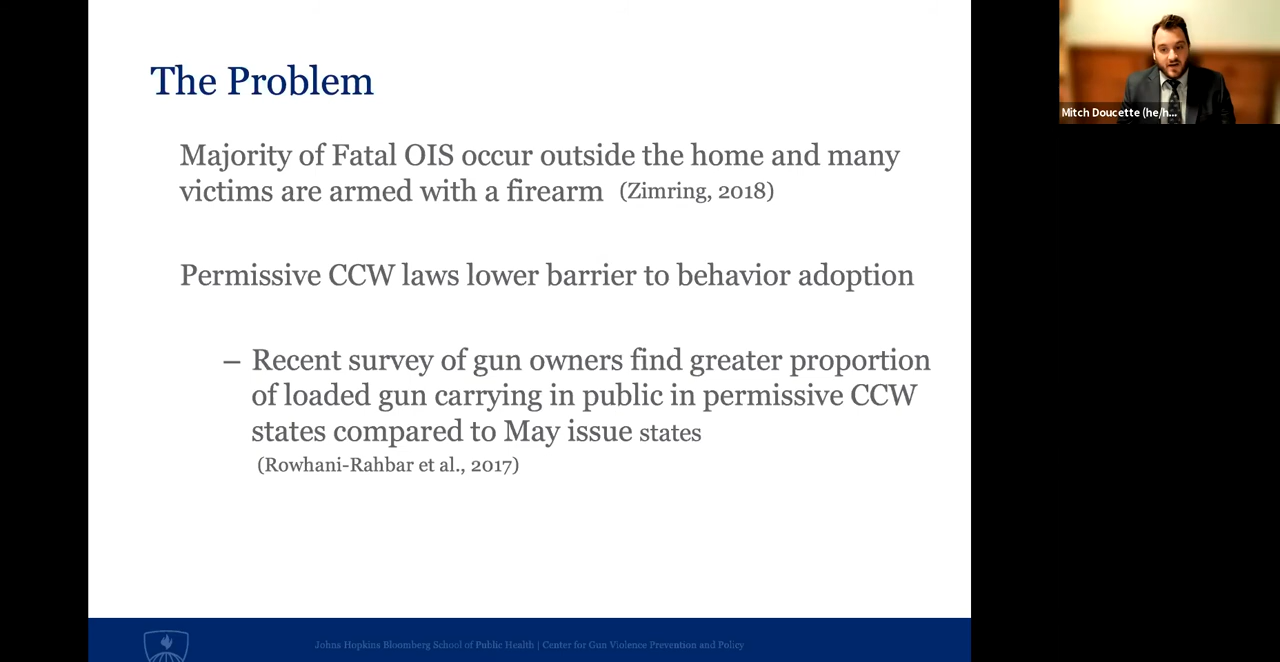 The Problem
Majority of Fatal OIS occur outside the home and many
victims are armed with a firearm (Zimring, 2018)
Permissive CCW laws lower barrier to behavior adoption
– Recent survey of gun owners find greater proportion
of loaded gun carrying in public in permissive CCW
states compared to May issue states
(Rowhani-Rahbar et al., 2017)
Johns Hopkins Bloomberg School of Public Health | Center for Gun Violence Prevention and Policy
Mitch Doucette (he/h...